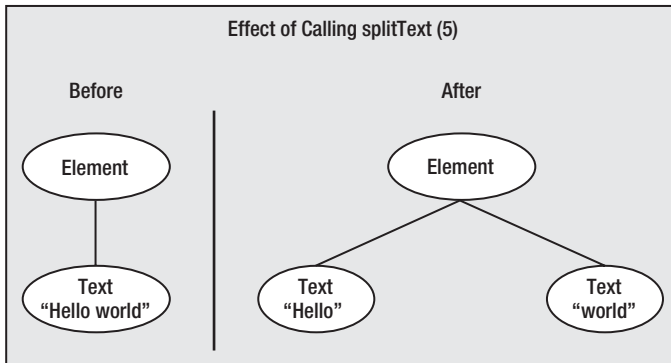 Effect of Calling splitText (5)
Before
After
Element
Element
Text
“Hello world”
Text
“Hello”
Text
“world”